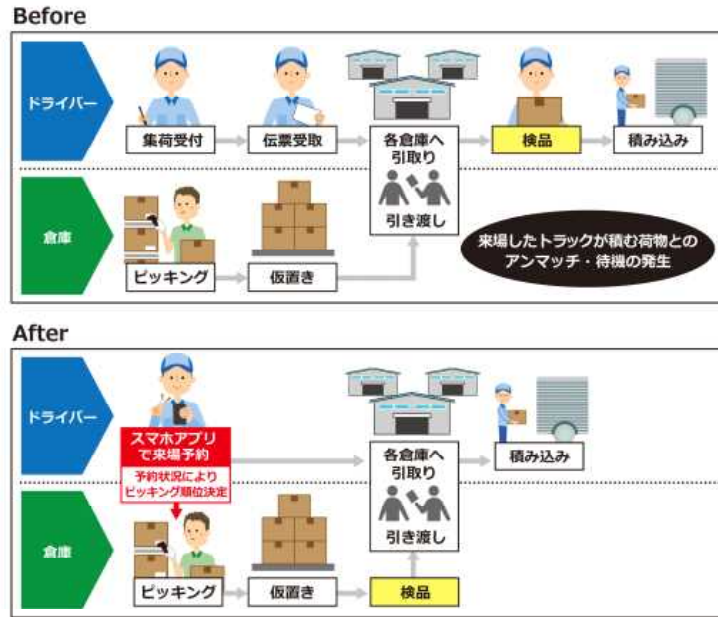 Before
ドライバー
集荷受付
伝票受取
各倉庫へ
引取り
引き渡し
検品
積み込み
倉庫
ピッキング
仮置き
来場したトラックが積む荷物との
アンマッチ・待機の発生
After
ドライバー
スマホアプリ
で来場予約
予約状況により
ピッキング順位決定
各倉庫へ
引取り
引き渡し
積み込み
倉庫
ピッキング
仮置き
検品